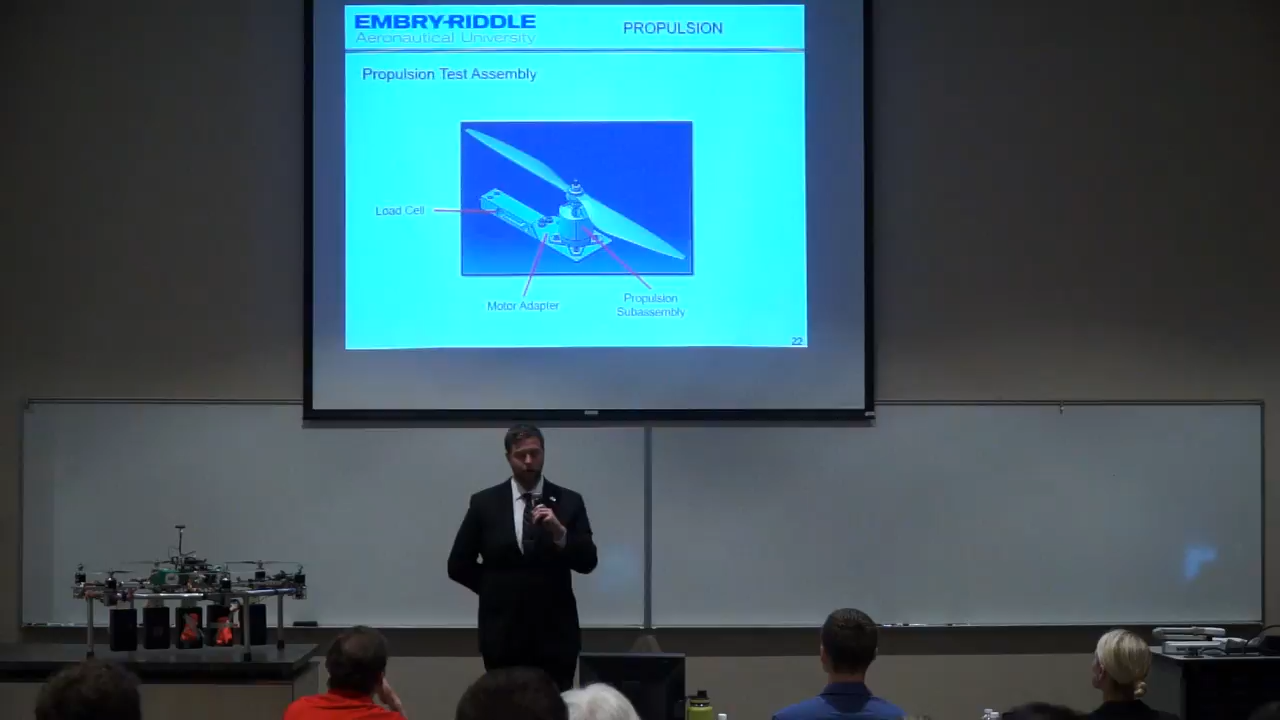 EMBRY-RIDDLE
Aeronautical University
PROPULSION
Propulsion Test Assembly
Load Cell
Motor Adapter
Propulsion
Subassembly
22